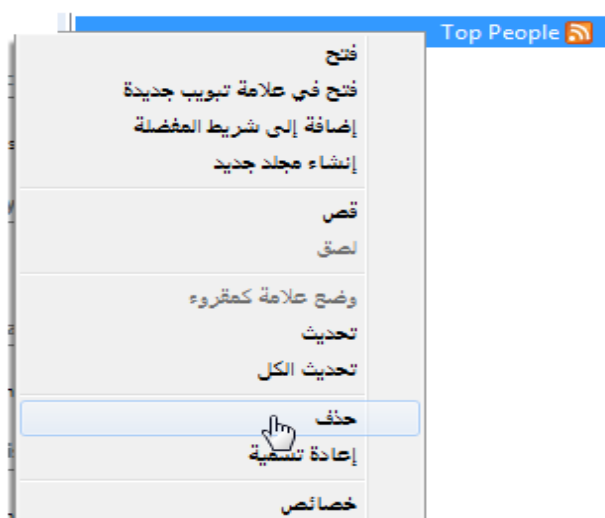 Top People
فتح
فتح في علامة تبويب جديدة
إضافة إلى شريط المفضلة
إنشاء مجلد جديد
قص
لصق
وضع علامة كمقروء
تحديث
تحديث الكل
حذف
إعادة تسمية
خصائص